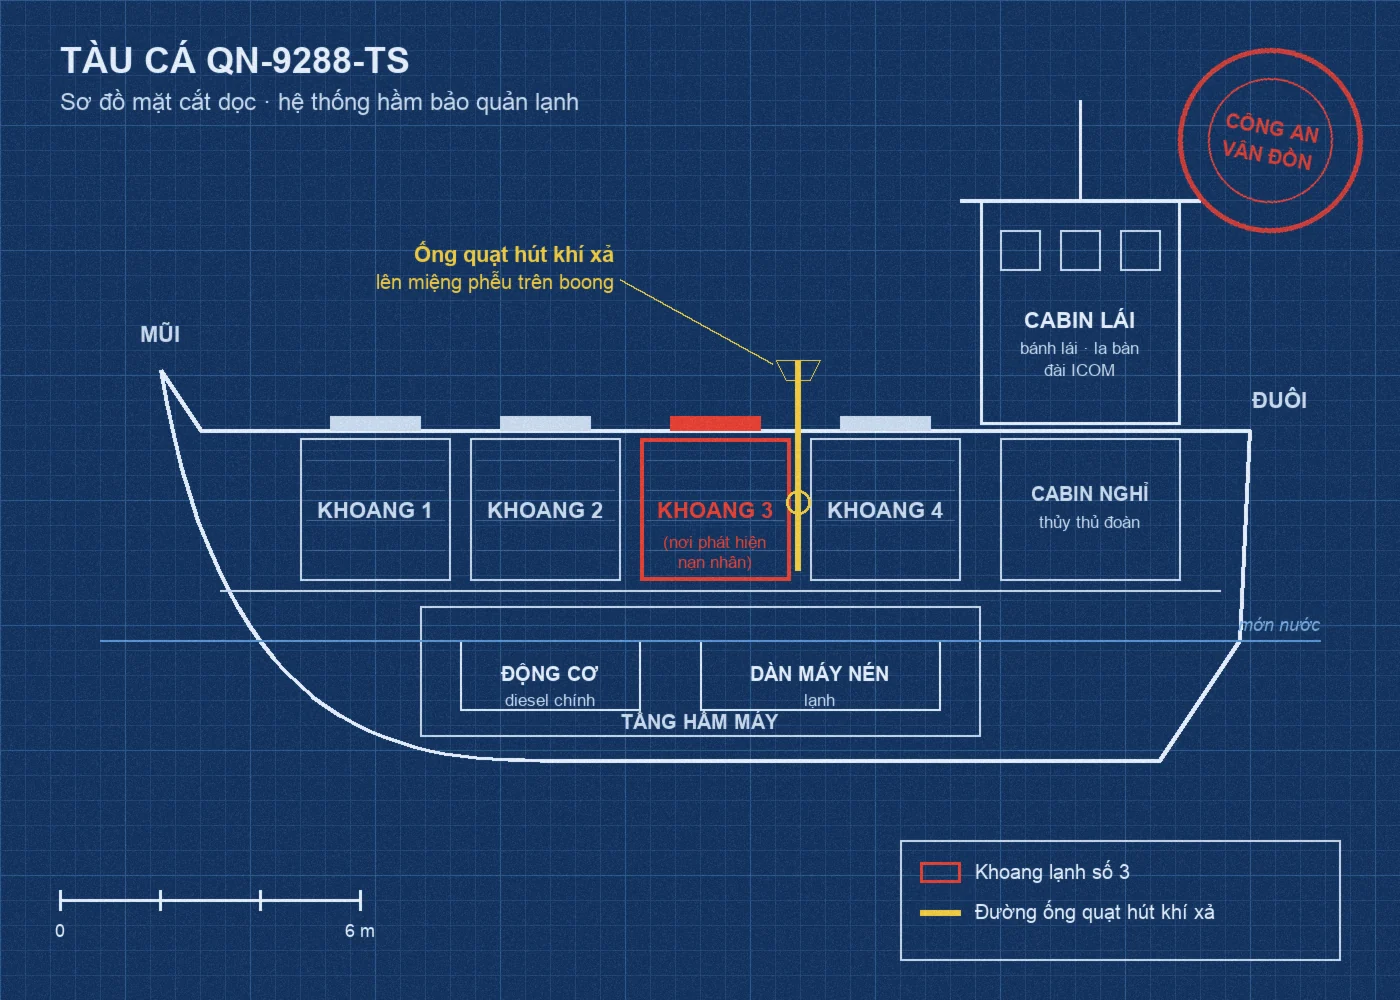 TÀU CÁ QN-9288-TS
Sơ đồ mặt cắt dọc · hệ thống hầm bảo quản lạnh
CÔNG AN
VÂN ĐỒN
Ống quạt hút khí xả
lên miệng phễu trên boong
MŨI
CABIN LÁI
bánh lái · la bàn
đài ICOM
ĐUÔI
KHOANG 1
KHOANG 2
KHOANG 3
(nơi phát hiện
nạn nhân)
KHOANG 4
CABIN NGHỈ
thủy thủ đoàn
mớn nước
ĐỘNG CƠ
diesel chính
DÀN MÁY NÉN
lạnh
TẦNG HẦM MÁY
Khoang lạnh số 3
Đường ống quạt hút khí xả
0
6 m